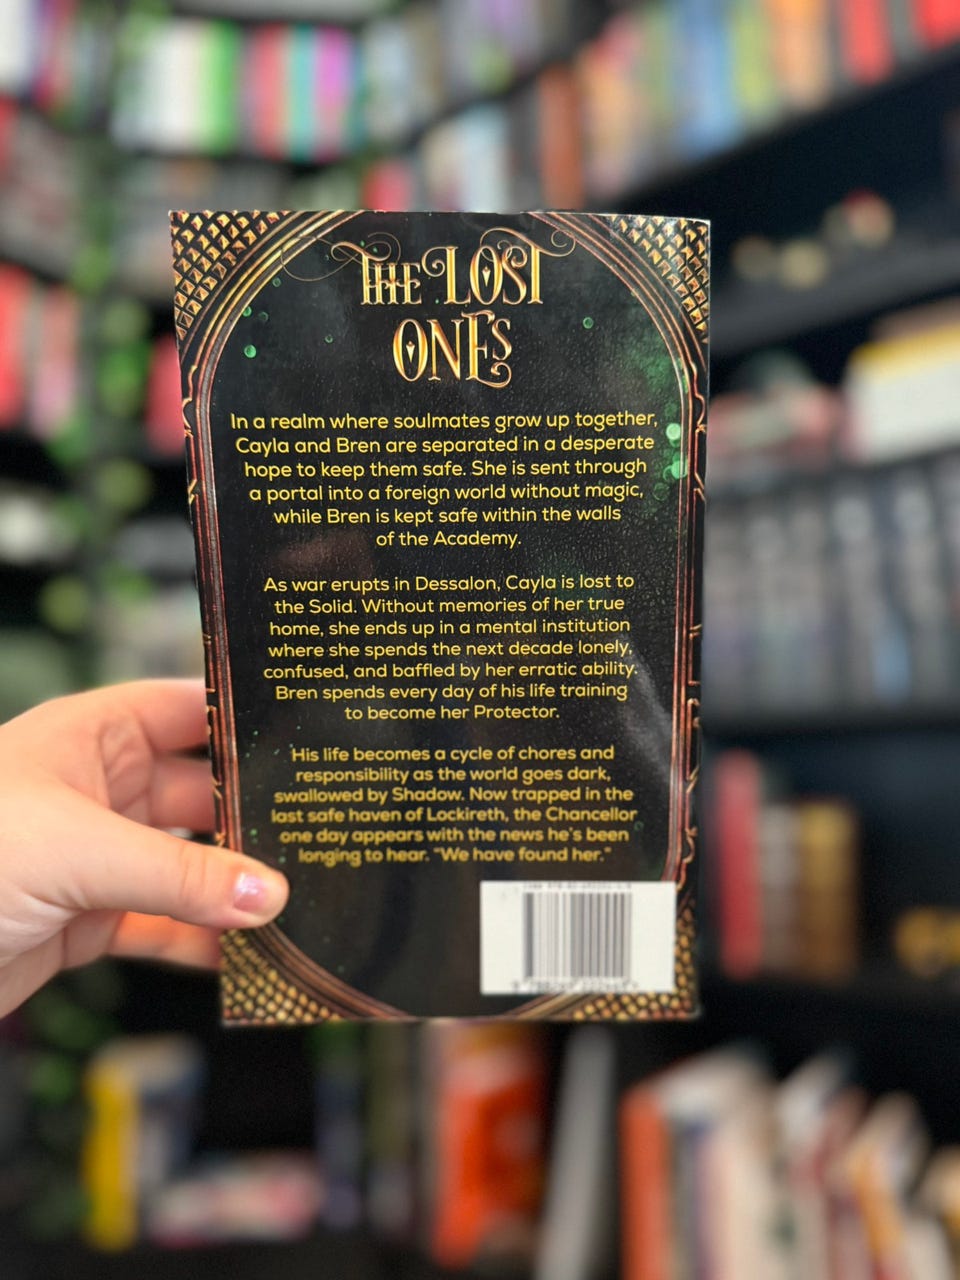 THE LOST
ONES
In a realm where soulmates grow up together,
Cayla and Bren are separated in a desperate
hope to keep them safe. She is sent through
a portal into a foreign world without magic,
while Bren is kept safe within the walls
of the Academy.
As war erupts in Dessalon, Cayla is lost to
the Solid. Without memories of her true
home, she ends up in a mental institution
where she spends the next decade lonely,
confused, and baffled by her erratic ability.
Bren spends every day of his life training
to become her Protector.
His life becomes a cycle of chores and
responsibility as the world goes dark,
swallowed by Shadow. Now trapped in the
last safe haven of Lockireth, the Chancellor
one day appears with the news he's been
longing to hear. "We have found her."